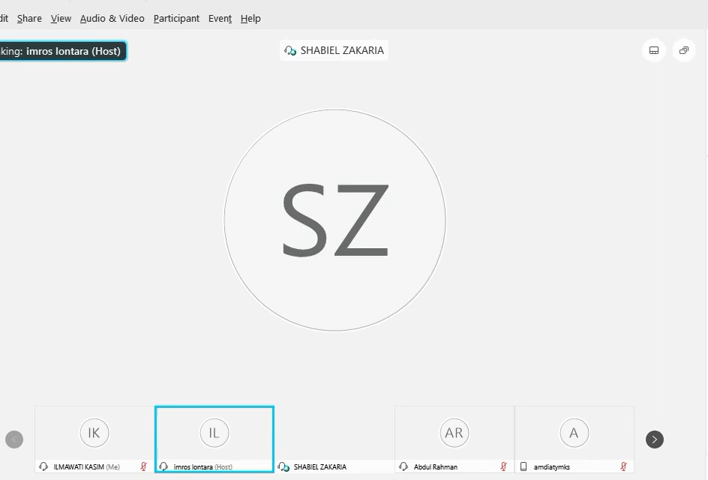 dit Share View Audio & Video Participant Event Help
king: imros lontara (Host)
SHABIEL ZAKARIA
SZ
IK
IL
AR
A
ILMAWATI KASIM (Me)
imros lontara (Host)
SHABIEL ZAKARIA
Abdul Rahman
amdiatymks